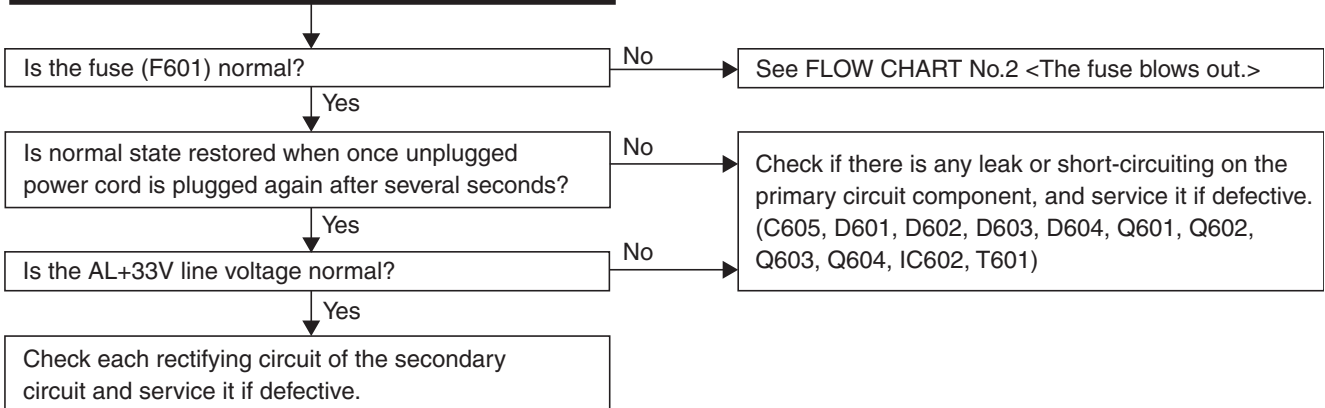 Is the fuse (F601) normal?
No
See FLOW CHART No.2 <The fuse blows out.>
Yes
Is normal state restored when once unplugged
power cord is plugged again after several seconds?
No
Check if there is any leak or short-circuiting on the
primary circuit component, and service it if defective.
(C605, D601, D602, D603, D604, Q601, Q602,
Q603, Q604, IC602, T601)
Yes
Is the AL+33V line voltage normal?
No
Yes
Check each rectifying circuit of the secondary
circuit and service it if defective.